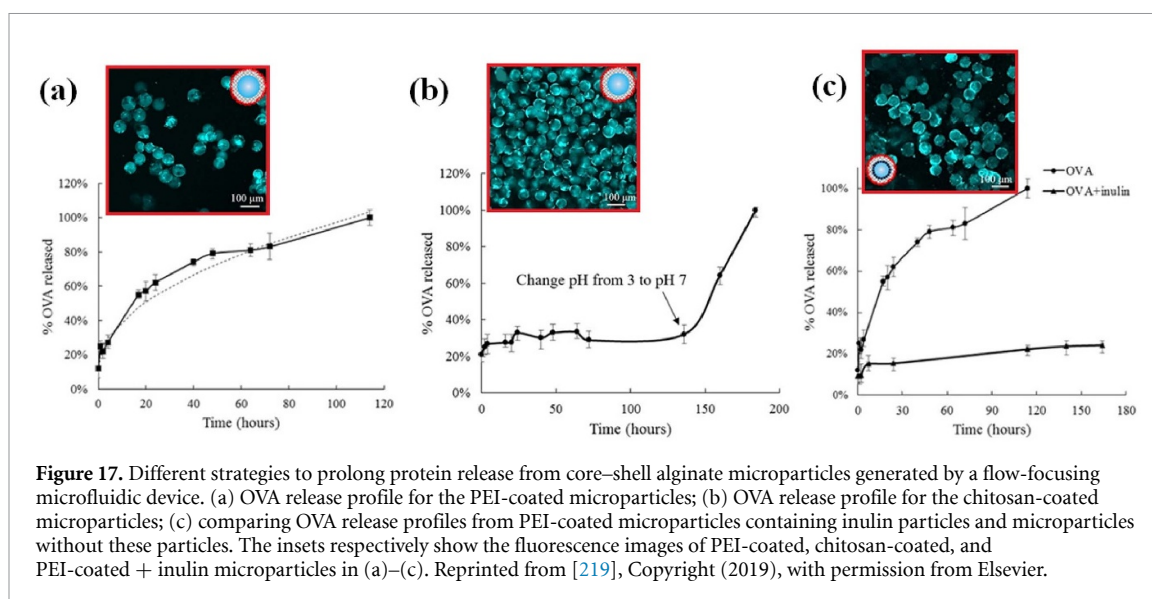 (a)
100 μm
120%
100%
80%
60%
40%
20%
0%
% OVA released
0
20
40
60
80
100
120
Time (hours)
(b)
100 μm
120%
100%
80%
60%
40%
20%
0%
% OVA released
Change pH from 3 to pH 7
0
50
100
150
200
Time (hours)
(c)
100 μm
OVA
OVA+inulin
100%
80%
60%
40%
20%
0%
% OVA released
0
30
60
90
120
150
180
Time (hours)
Figure 17. Different strategies to prolong protein release from core–shell alginate microparticles generated by a flow-focusing
microfluidic device. (a) OVA release profile for the PEI-coated microparticles; (b) OVA release profile for the chitosan-coated
microparticles; (c) comparing OVA release profiles from PEI-coated microparticles containing inulin particles and microparticles
without these particles. The insets respectively show the fluorescence images of PEI-coated, chitosan-coated, and
PEI-coated + inulin microparticles in (a)–(c). Reprinted from [219], Copyright (2019), with permission from Elsevier.